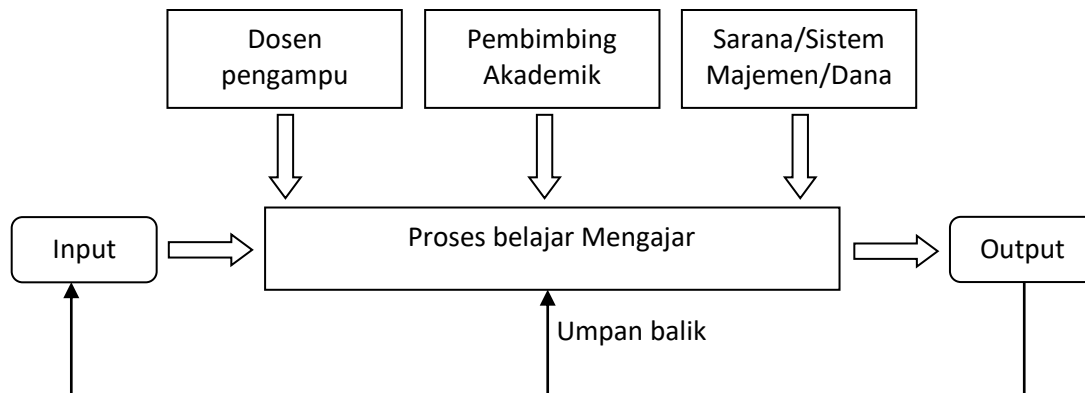 Dosen
pengampu
Pembimbing
Akademik
Sarana/Sistem
Majemen/Dana
Input
Proses belajar Mengajar
Output
Umpan balik